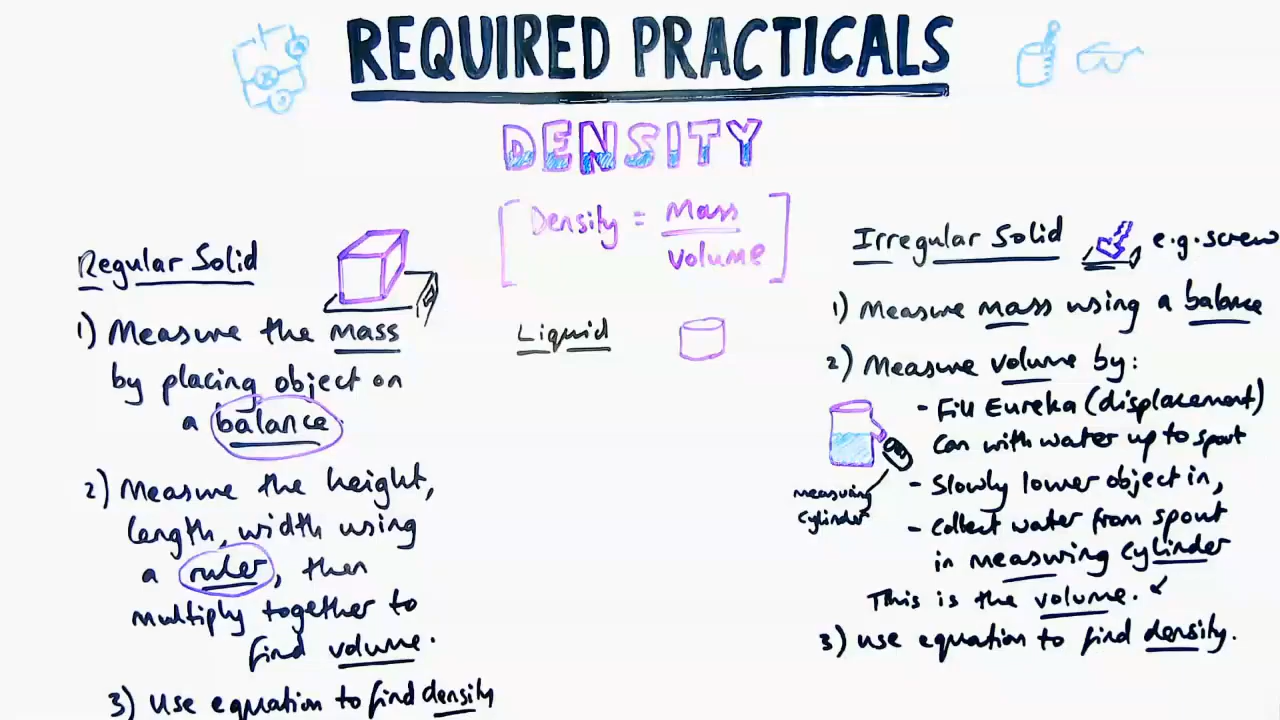 REQUIRED PRACTICALS
DENSITY
[Density = Mass
volume]
Regular Solid
1) Measure the mass
by placing object on
a balance.
2) Measure the height,
length, width using
a ruler, then
multiply together to
find volume.
3) Use equation to find density
Liquid
Irregular Solid
e.g. screw
1) Measure mass using a balance
2) Measure volume by:
- Fill Eureka (displacement)
Can with water up to spout
- Slowly lower object in,
- Collect water from spout
in measuring cylinder
This is the volume.
measuring
cylinder
3) use equation to find density.